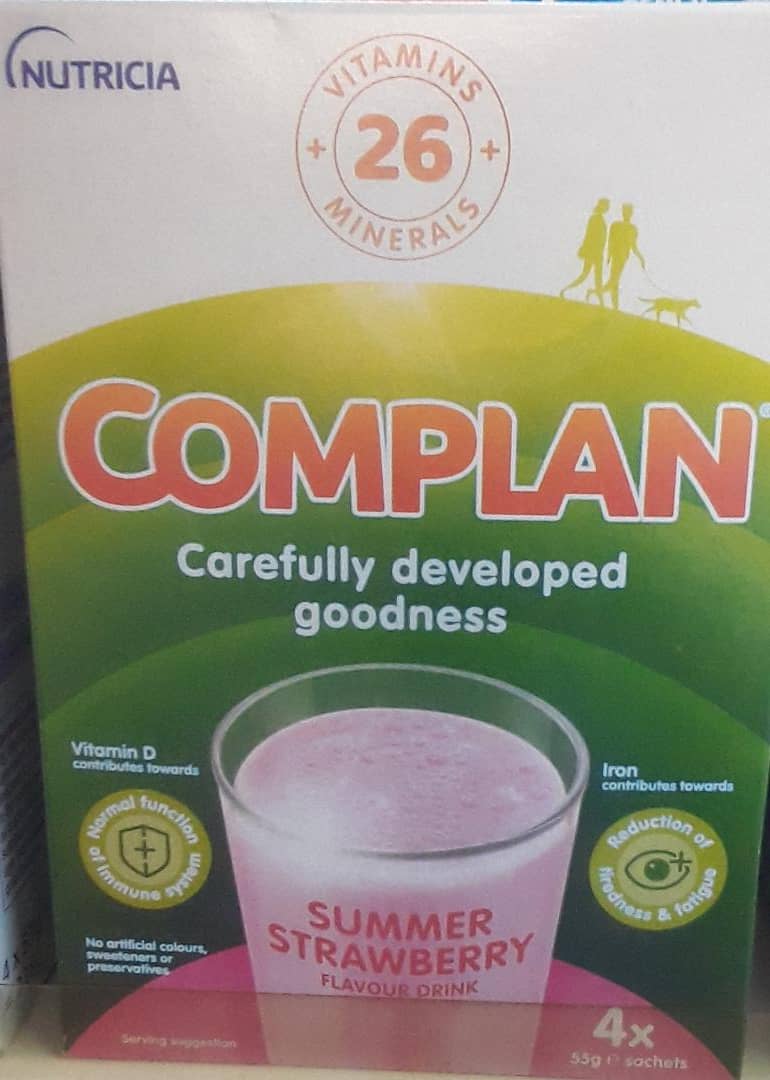 NUTRICIA
VITAMINS
+ 26 +
MINERALS
COMPLAN®
Carefully developed
goodness
Vitamin D
contributes towards
Normal function
of immune system
Iron
contributes towards
Reduction of
tiredness & fatigue
No artificial colours,
sweeteners or
preservatives
SUMMER
STRAWBERRY
FLAVOUR DRINK
Serving suggestion
4x
55g ℮ sachets